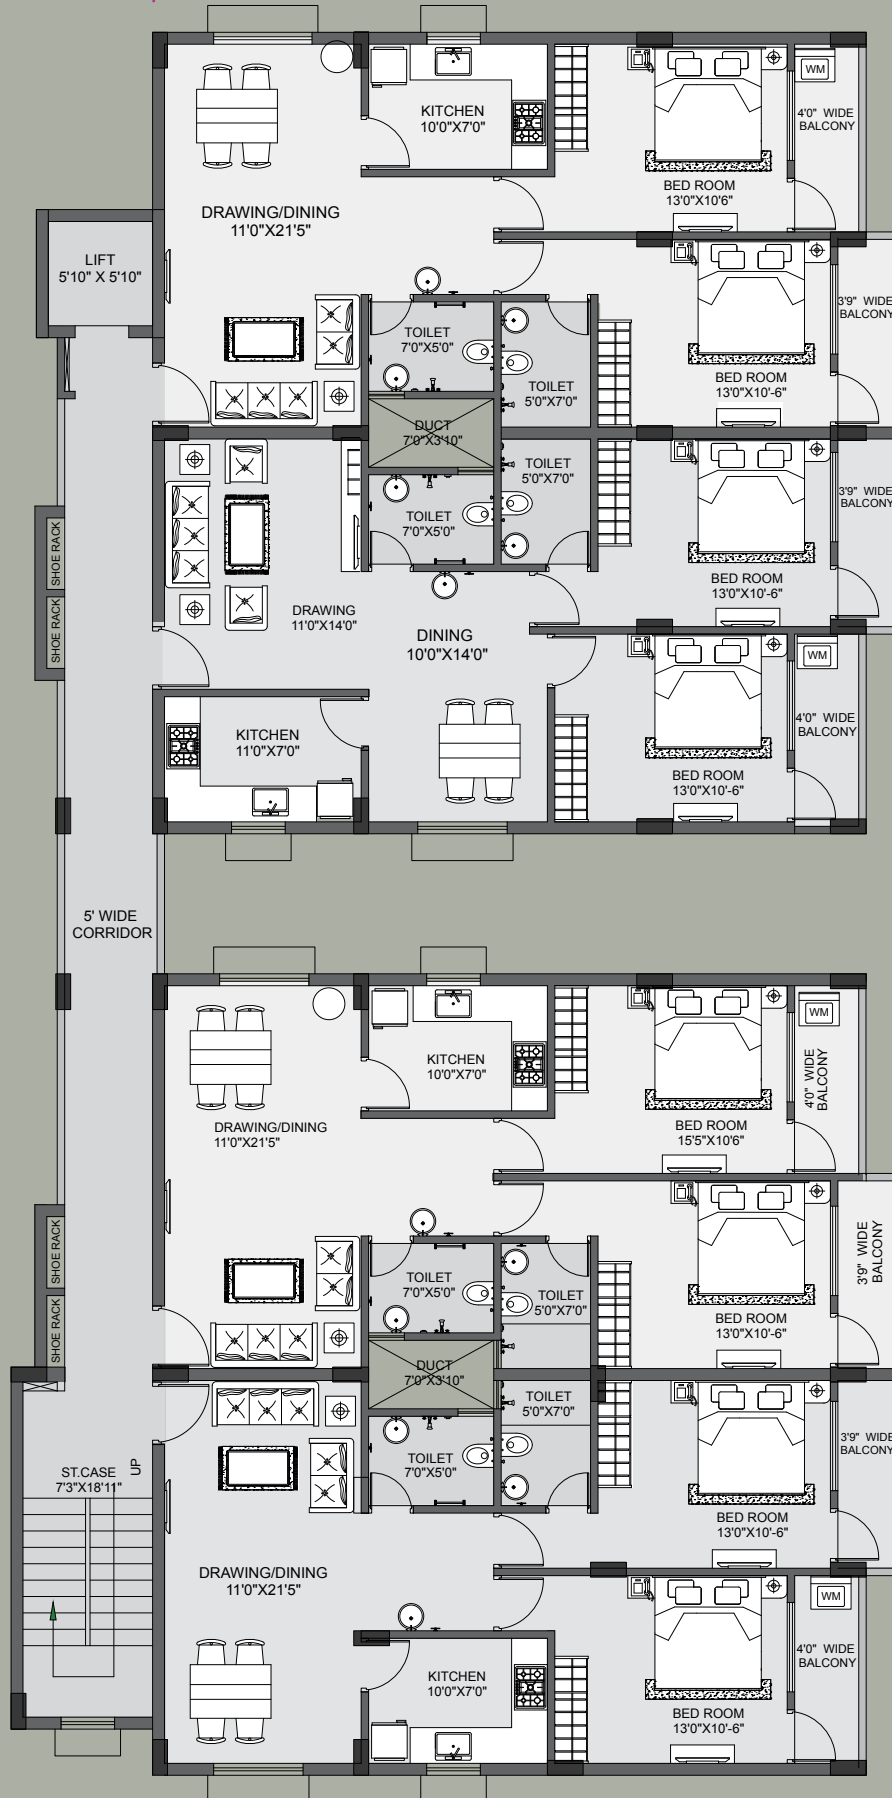 KITCHEN
10'0"X7'0"
WM
4'0" WIDE
BALCONY
BED ROOM
13'0"X10'6"
DRAWING/DINING
11'0"X21'5"
LIFT
5'10" X 5'10"
3'9" WIDE
BALCONY
TOILET
7'0"X5'0"
BED ROOM
13'0"X10'-6"
TOILET
5'0"X7'0"
DUCT
7'0"X3'10"
TOILET
5'0"X7'0"
3'9" WIDE
BALCONY
TOILET
7'0"X5'0"
SHOE RACK
SHOE RACK
BED ROOM
13'0"X10'-6"
DRAWING
11'0"X14'0"
DINING
10'0"X14'0"
WM
4'0" WIDE
BALCONY
KITCHEN
11'0"X7'0"
BED ROOM
13'0"X10'-6"
5' WIDE
CORRIDOR
WM
KITCHEN
10'0"X7'0"
4'0" WIDE
BALCONY
DRAWING/DINING
11'0"X21'5"
BED ROOM
15'5"X10'6"
SHOE RACK
SHOE RACK
3'9" WIDE
BALCONY
TOILET
7'0"X5'0"
TOILET
5'0"X7'0"
BED ROOM
13'0"X10'-6"
DUCT
7'0"X3'10"
TOILET
5'0"X7'0"
3'9" WIDE
BALCONY
TOILET
7'0"X5'0"
ST.CASE
7'3"X18'11"
UP
BED ROOM
13'0"X10'-6"
DRAWING/DINING
11'0"X21'5"
WM
4'0" WIDE
BALCONY
KITCHEN
10'0"X7'0"
BED ROOM
13'0"X10'-6"